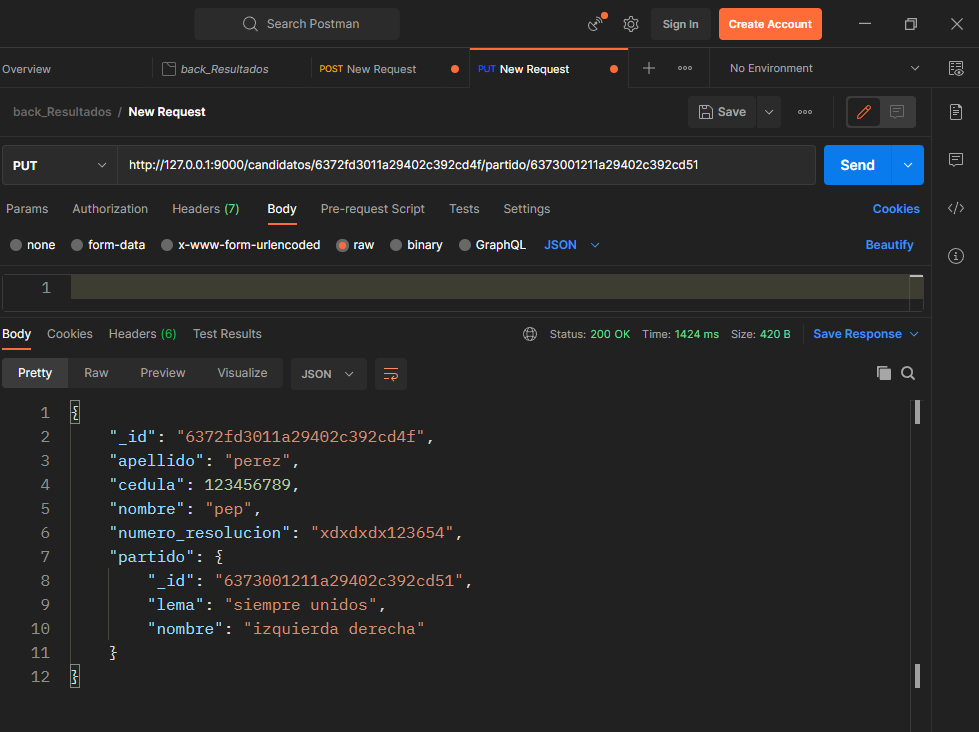 Search Postman
Sign In
Create Account
Overview
back_Resultados
POST New Request
PUT New Request
No Environment
back_Resultados / New Request
Save
PUT
http://127.0.0.1:9000/candidatos/6372fd3011a29402c392cd4f/partido/6373001211a29402c392cd51
Send
Params Authorization Headers (7) Body Pre-request Script Tests Settings Cookies
none form-data x-www-form-urlencoded raw binary GraphQL JSON Beautify
1
Body Cookies Headers (6) Test Results Status: 200 OK Time: 1424 ms Size: 420 B Save Response
Pretty Raw Preview Visualize JSON
1 {
2 "_id": "6372fd3011a29402c392cd4f",
3 "apellido": "perez",
4 "cedula": 123456789,
5 "nombre": "pep",
6 "numero_resolucion": "xdxdxdx123654",
7 "partido": {
8 "_id": "6373001211a29402c392cd51",
9 "lema": "siempre unidos",
10 "nombre": "izquierda derecha"
11 }
12 }